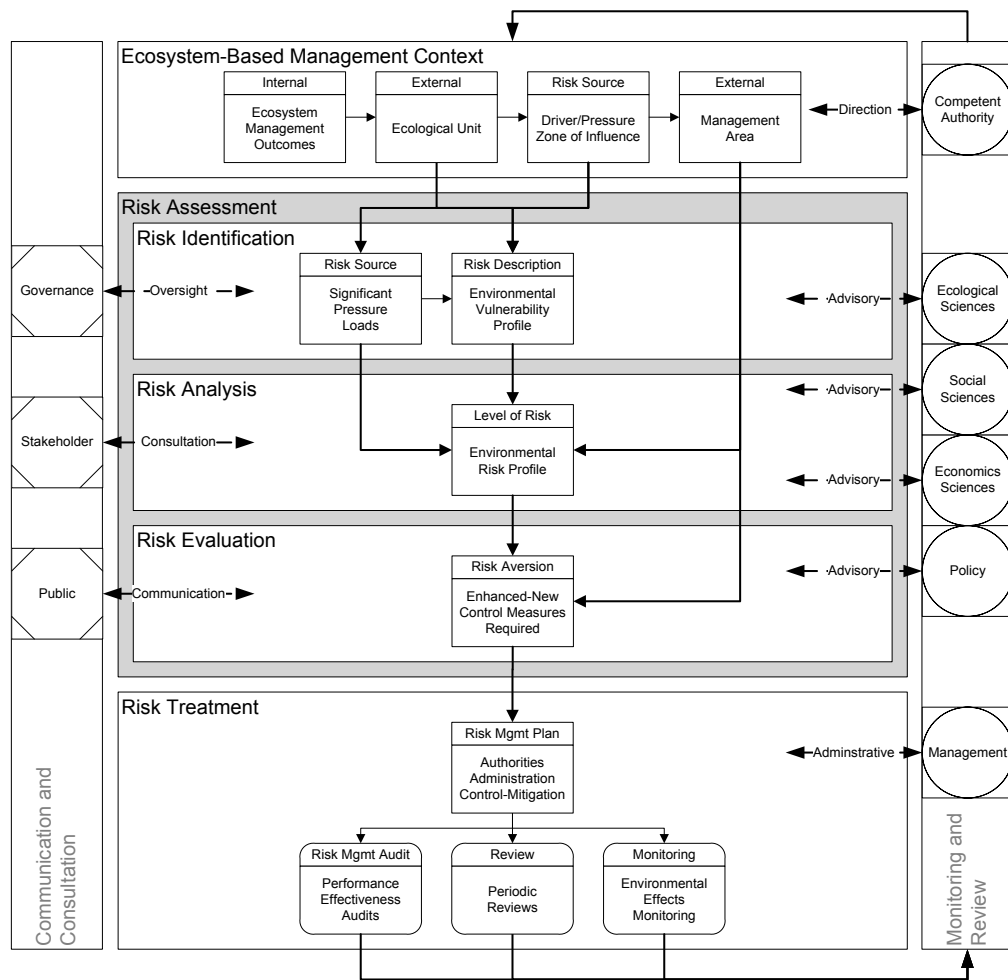 Ecosystem-Based Management Context
Internal
Ecosystem
Management
Outcomes
External
Ecological Unit
Risk Source
Driver/Pressure
Zone of Influence
External
Management
Area
Direction
Competent
Authority
Risk Assessment
Risk Identification
Risk Source
Significant
Pressure
Loads
Risk Description
Environmental
Vulnerability
Profile
Governance
Oversight
Advisory
Ecological
Sciences
Risk Analysis
Level of Risk
Environmental
Risk Profile
Stakeholder
Consultation
Advisory
Social
Sciences
Advisory
Economics
Sciences
Risk Evaluation
Risk Aversion
Enhanced-New
Control Measures
Required
Public
Communication
Advisory
Policy
Risk Treatment
Risk Mgmt Plan
Authorities
Administration
Control-Mitigation
Adminstrative
Management
Risk Mgmt Audit
Performance
Effectiveness
Audits
Review
Periodic
Reviews
Monitoring
Environmental
Effects
Monitoring
Communication and
Consultation
Monitoring and
Review